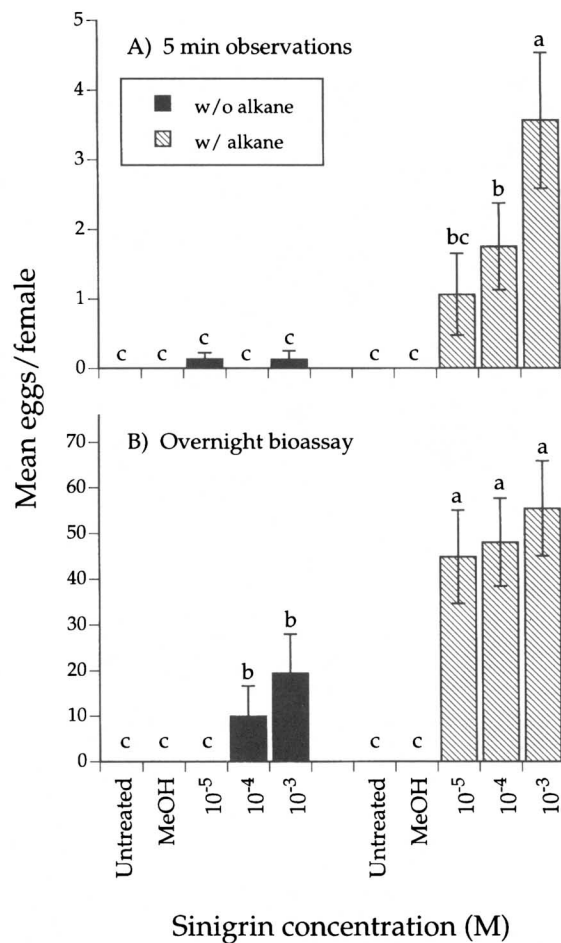 A) 5 min observations
w/o alkane
w/ alkane
5
4
3
2
1
0
c c c c c c c bc b a
B) Overnight bioassay
70
60
50
40
30
20
10
0
c c c b b c c a a a
Mean eggs/female
Untreated
MeOH
10⁻⁵
10⁻⁴
10⁻³
Untreated
MeOH
10⁻⁵
10⁻⁴
10⁻³
Sinigrin concentration (M)